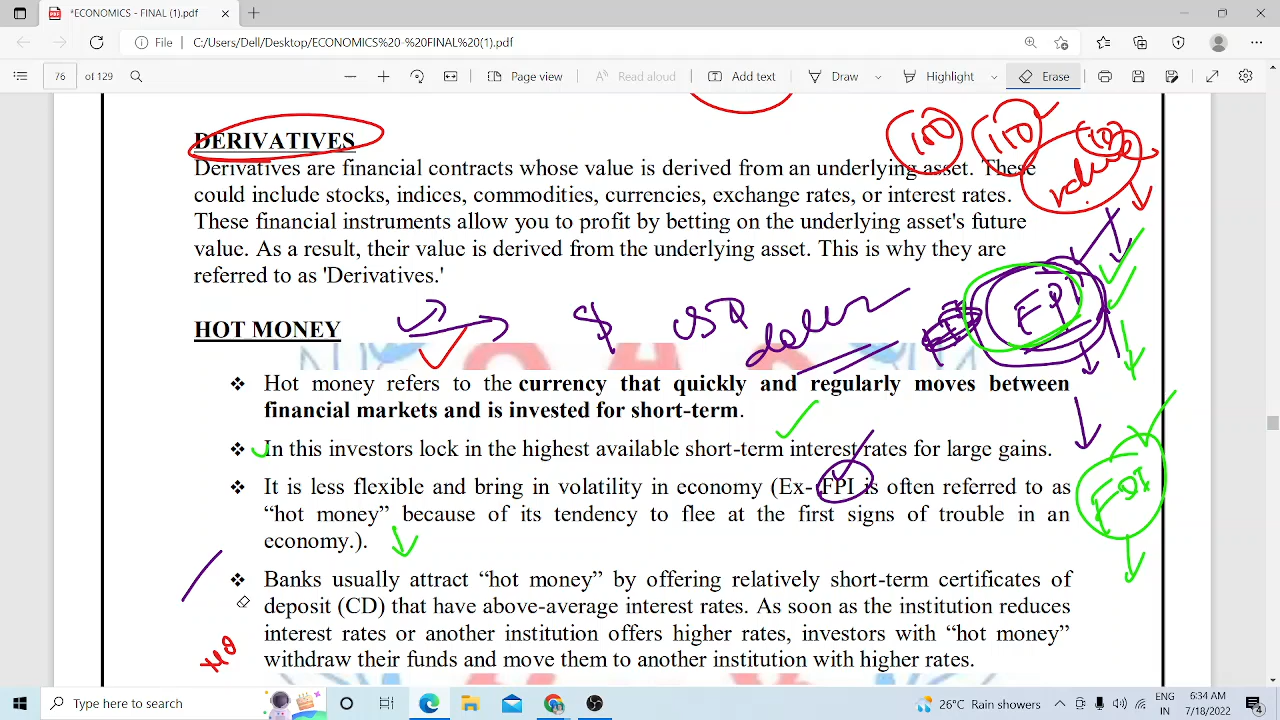 *ECONOMICS - FINAL (1).pdf
File
C:/Users/Dell/Desktop/ECONOMICS%20-%20FINAL%20(1).pdf
76 of 129
Page view
Read aloud
Add text
Draw
Highlight
Erase
DERIVATIVES
Derivatives are financial contracts whose value is derived from an underlying asset. These
could include stocks, indices, commodities, currencies, exchange rates, or interest rates.
These financial instruments allow you to profit by betting on the underlying asset's future
value. As a result, their value is derived from the underlying asset. This is why they are
referred to as 'Derivatives.'
100 110
value
HOT MONEY
$ US dollar
FPI
❖ Hot money refers to the currency that quickly and regularly moves between
financial markets and is invested for short-term.
❖ In this investors lock in the highest available short-term interest rates for large gains.
❖ It is less flexible and bring in volatility in economy (Ex- FPI is often referred to as
“hot money” because of its tendency to flee at the first signs of trouble in an
economy.).
FDI
❖ Banks usually attract “hot money” by offering relatively short-term certificates of
deposit (CD) that have above-average interest rates. As soon as the institution reduces
interest rates or another institution offers higher rates, investors with “hot money”
withdraw their funds and move them to another institution with higher rates.
Type here to search
26°C Rain showers
ENG
IN
6:34 AM
7/18/2022
4